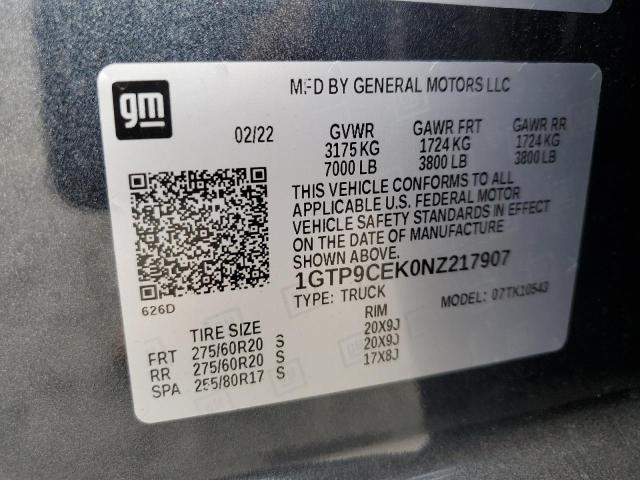 gm
MFD BY GENERAL MOTORS LLC
02/22 GVWR GAWR FRT GAWR RR
3175 KG 1724 KG 1724 KG
7000 LB 3800 LB 3800 LB
THIS VEHICLE CONFORMS TO ALL
APPLICABLE U.S. FEDERAL MOTOR
VEHICLE SAFETY STANDARDS IN EFFECT
ON THE DATE OF MANUFACTURE
SHOWN ABOVE.
1GTP9CEK0NZ217907
TYPE: TRUCK MODEL: 07TK10543
626D
TIRE SIZE RIM
FRT 275/60R20 S 20X9J
RR 275/60R20 S 20X9J
SPA 255/80R17 S 17X8J